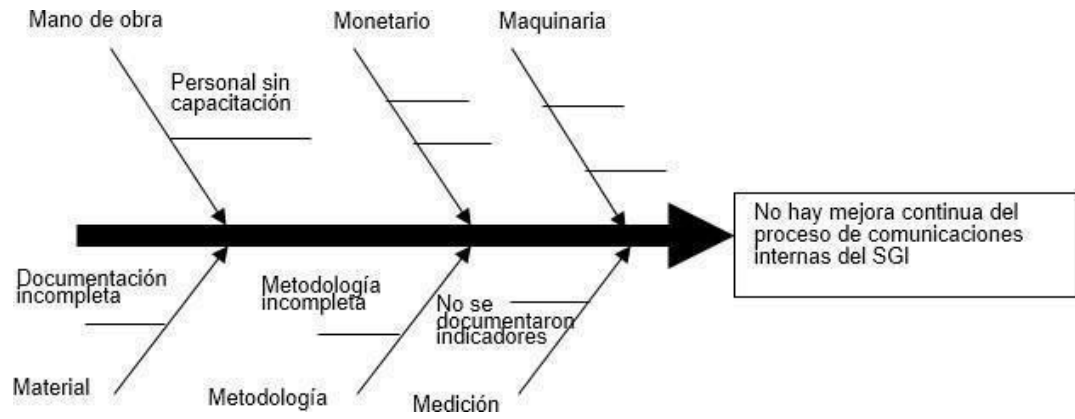 Mano de obra
Monetario
Maquinaria
Personal sin
capacitación
No hay mejora continua del
proceso de comunicaciones
internas del SGI
Documentación
incompleta
Metodología
incompleta
No se
documentaron
indicadores
Material
Metodología
Medición